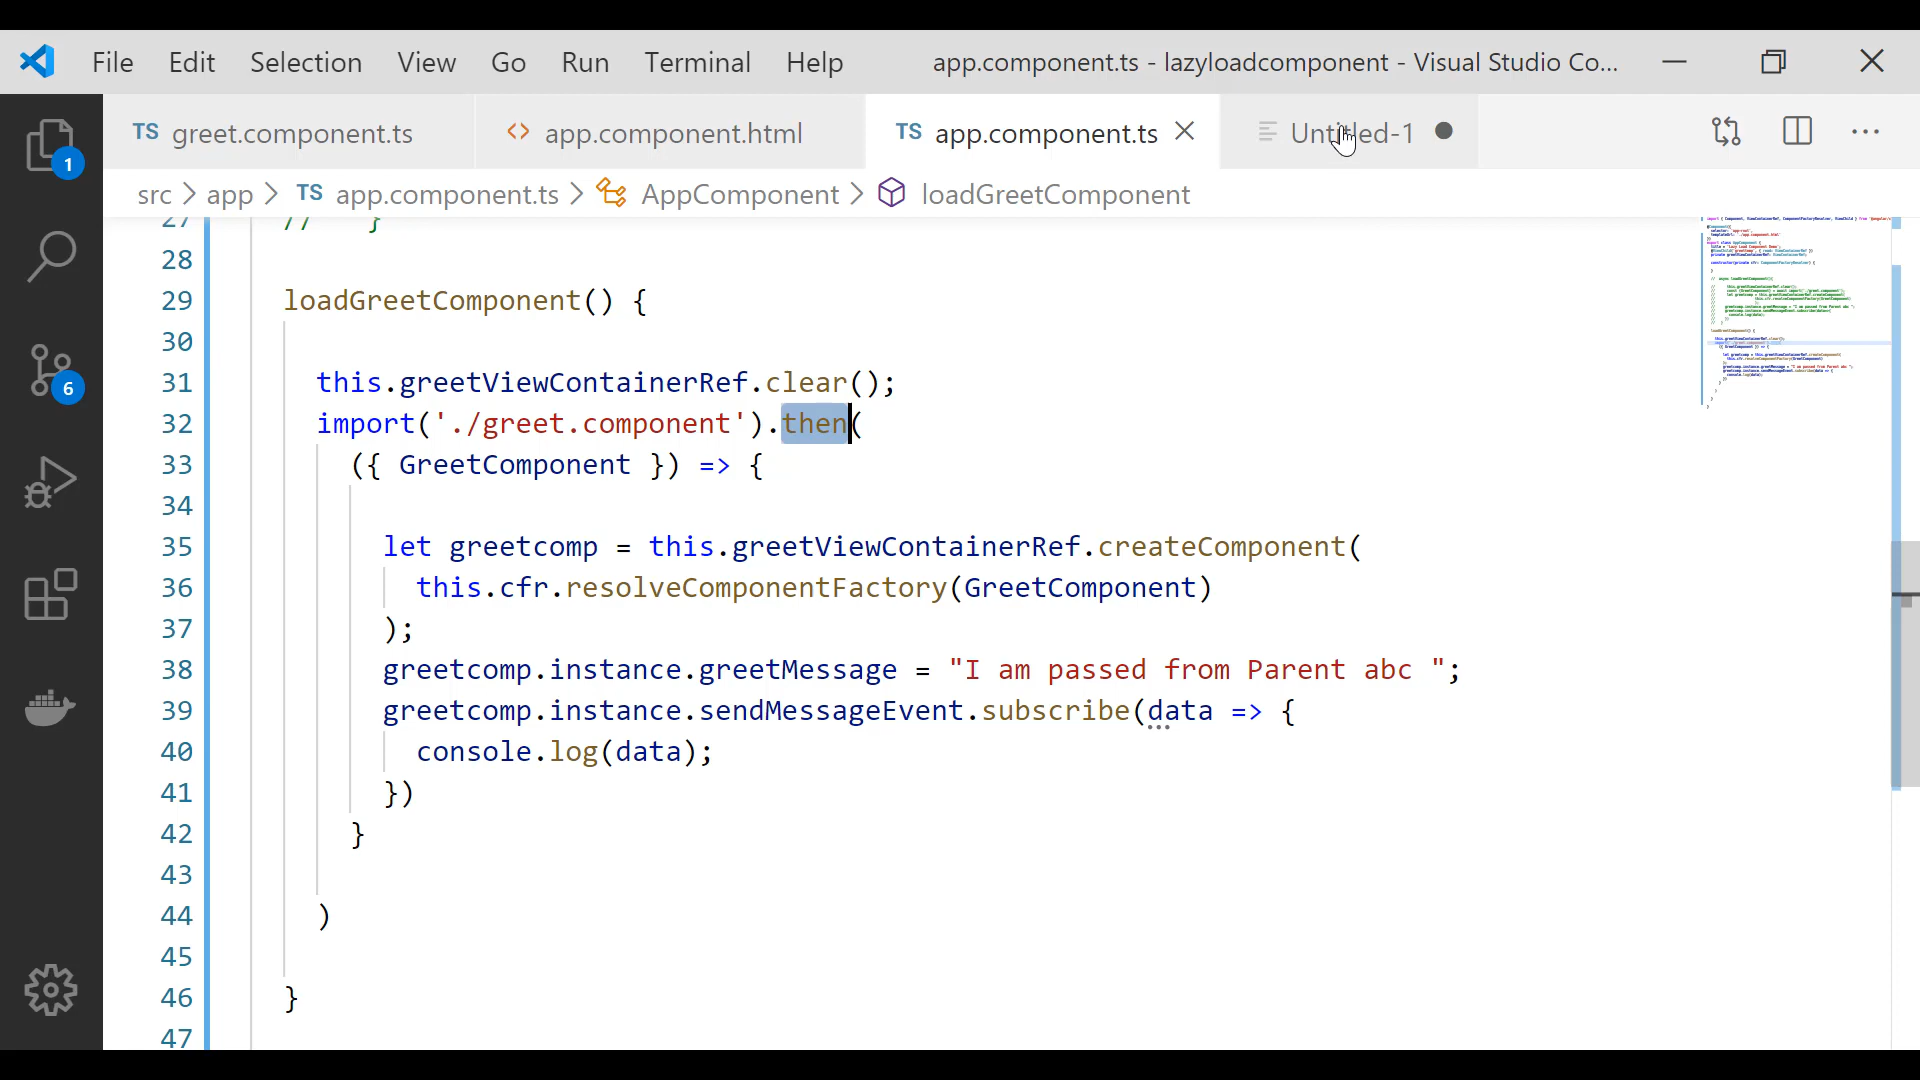 File Edit Selection View Go Run Terminal Help app.component.ts - lazyloadcomponent - Visual Studio Co...
TS greet.component.ts <> app.component.html TS app.component.ts Untitled-1
src > app > TS app.component.ts > AppComponent > loadGreetComponent
1
6
27 // }
28
29 loadGreetComponent() {
30
31 this.greetViewContainerRef.clear();
32 import('./greet.component').then(
33 ({ GreetComponent }) => {
34
35 let greetcomp = this.greetViewContainerRef.createComponent(
36 this.cfr.resolveComponentFactory(GreetComponent)
37 );
38 greetcomp.instance.greetMessage = "I am passed from Parent abc ";
39 greetcomp.instance.sendMessageEvent.subscribe(data => {
40 console.log(data);
41 })
42 }
43
44 )
45
46 }
47